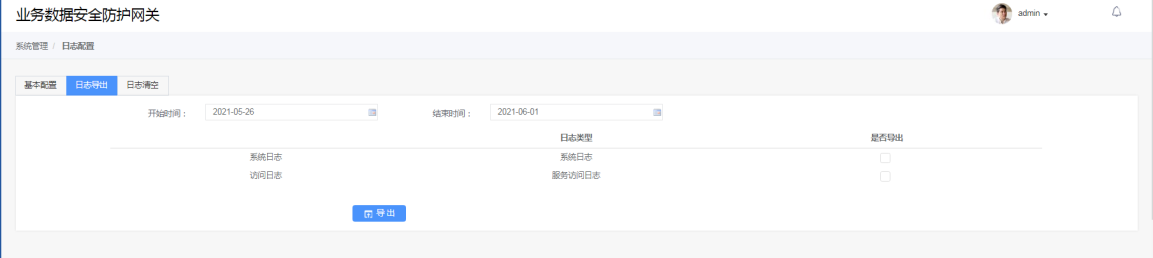 业务数据安全防护网关
admin
系统管理 / 日志配置
基本配置 日志导出 日志清空
开始时间： 2021-05-26 结束时间： 2021-06-01
日志类型 是否导出
系统日志 系统日志
访问日志 服务访问日志
导出